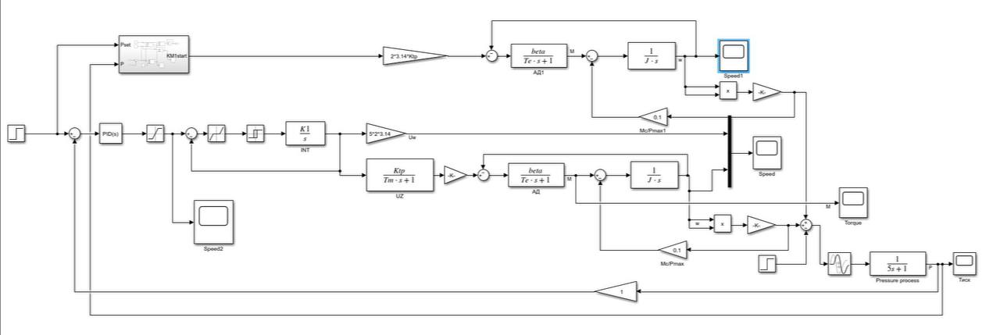 Pset
P
KM1start
2*3.14*Ktp
beta
Te · s + 1
АД1
M
1
J · s
w
Speed1
x
-K-
0.1
Mc/Pmax1
PID(s)
K1
s
INT
5*2*3.14
Uw
Speed
Ktp
Tm · s + 1
UZ
-K-
beta
Te · s + 1
АД
M
1
J · s
M
Torque
w
x
-K-
0.1
Mc/Pmax
Speed2
1
5s + 1
Pressure process
P
Тиск
1